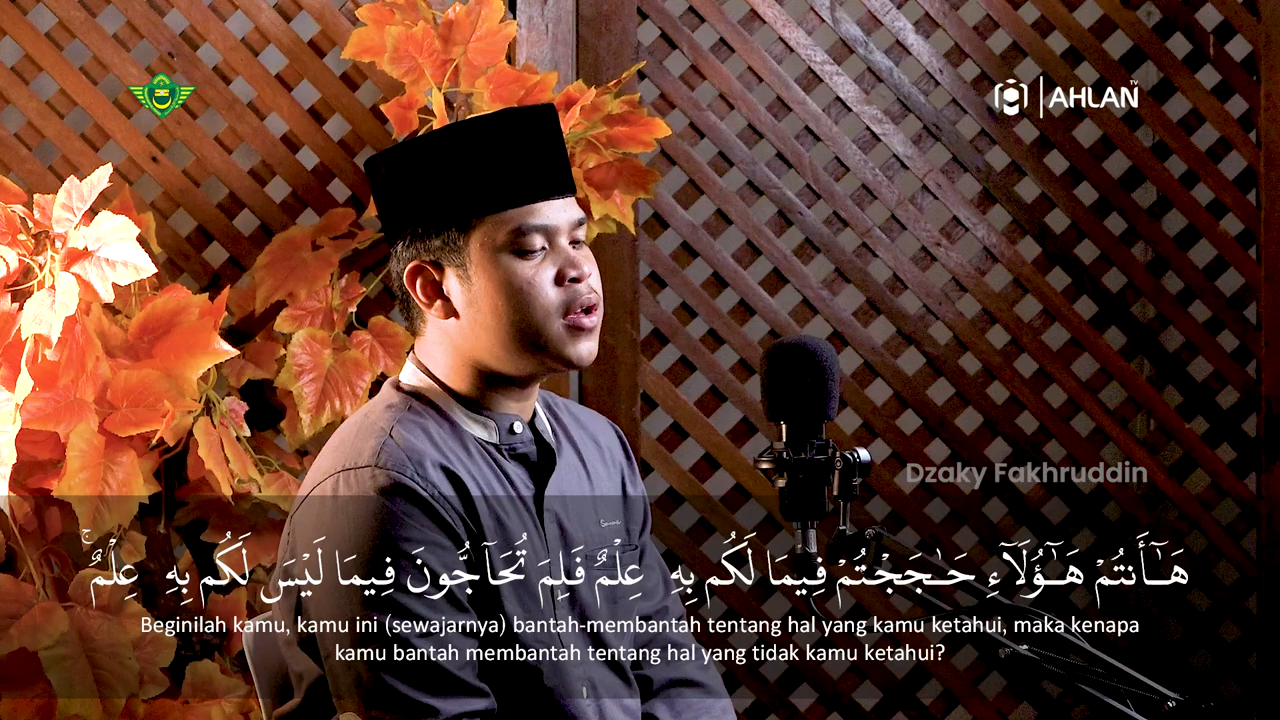 AHLAN TV
Dzaky Fakhruddin
هَـٰٓأَنتُمْ هَـٰٓؤُلَآءِ حَـٰجَجْتُمْ فِيمَا لَكُم بِهِۦ عِلْمٌ فَلِمَ تُحَآجُّونَ فِيمَا لَيْسَ لَكُم بِهِۦ عِلْمٌ ۚ
Beginilah kamu, kamu ini (sewajarnya) bantah-membantah tentang hal yang kamu ketahui, maka kenapa
kamu bantah membantah tentang hal yang tidak kamu ketahui?